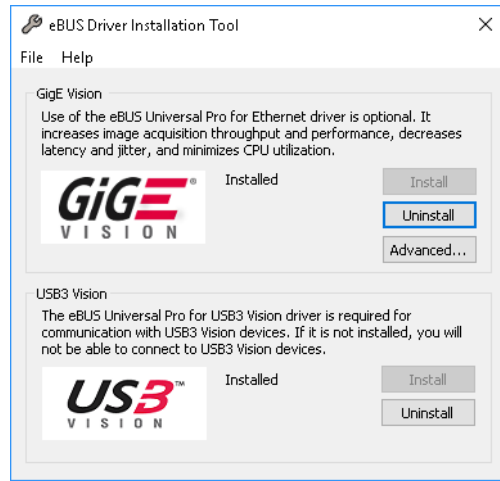 eBUS Driver Installation Tool
File Help
GigE Vision
Use of the eBUS Universal Pro for Ethernet driver is optional. It
increases image acquisition throughput and performance, decreases
latency and jitter, and minimizes CPU utilization.
GiGE®
VISION
Installed
Install
Uninstall
Advanced...
USB3 Vision
The eBUS Universal Pro for USB3 Vision driver is required for
communication with USB3 Vision devices. If it is not installed, you will
not be able to connect to USB3 Vision devices.
USB3™
VISION
Installed
Install
Uninstall